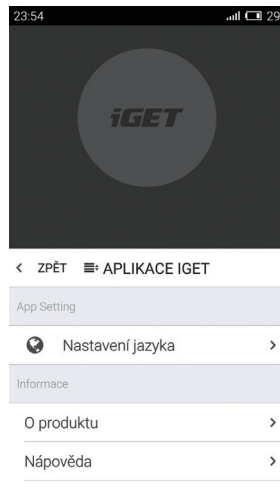 23:54 29
iGET
ZPĚT APLIKACE IGET
App Setting
Nastavení jazyka
Informace
O produktu
Nápověda